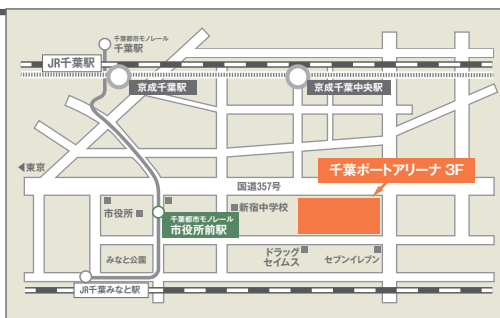 千葉都市モノレール
千葉駅
JR千葉駅
京成千葉駅
京成千葉中央駅
◀東京
千葉ポートアリーナ 3F
国道357号
市役所
新宿中学校
千葉都市モノレール
市役所前駅
みなと公園
ドラッグ
セイムス
セブンイレブン
JR千葉みなと駅